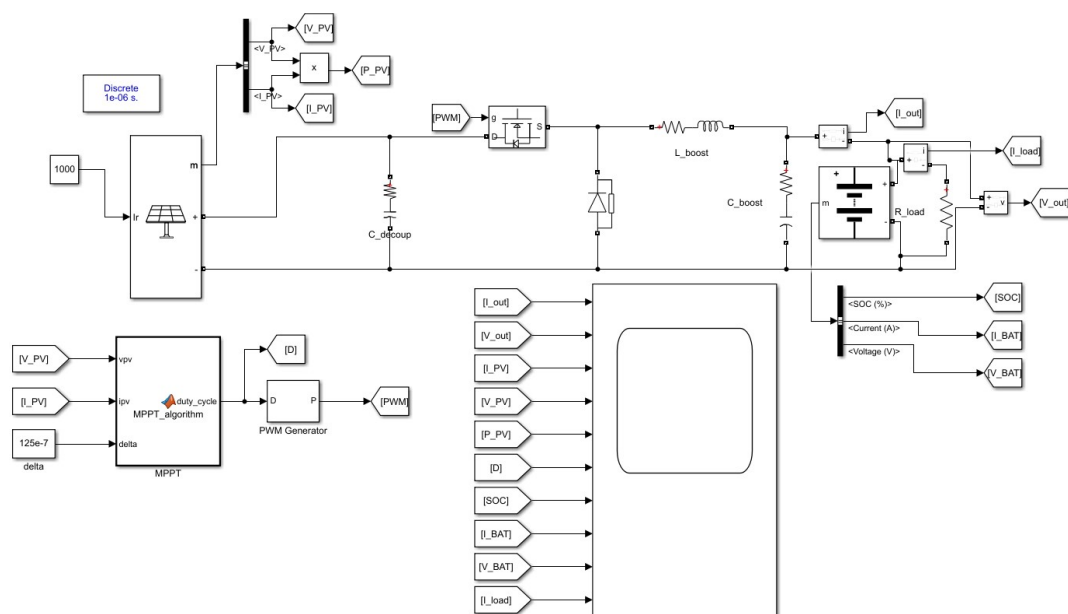 [V_PV]
<V_PV>
x
[P_PV]
<I_PV>
[I_PV]
Discrete
1e-06 s.
[PWM]
g
D
S
L_boost
i
+
-
[I_out]
i
+
-
[I_load]
1000
Ir
m
+
-
C_decoup
C_boost
+
m
+
-
R_load
+
-
v
[V_out]
<SOC (%)>
[SOC]
<Current (A)>
[I_BAT]
<Voltage (V)>
[V_BAT]
[V_PV]
vpv
[I_PV]
ipv
125e-7
delta
delta
duty_cycle
MPPT_algorithm
MPPT
[D]
D
P
PWM Generator
[PWM]
[I_out]
[V_out]
[I_PV]
[V_PV]
[P_PV]
[D]
[SOC]
[I_BAT]
[V_BAT]
[I_load]